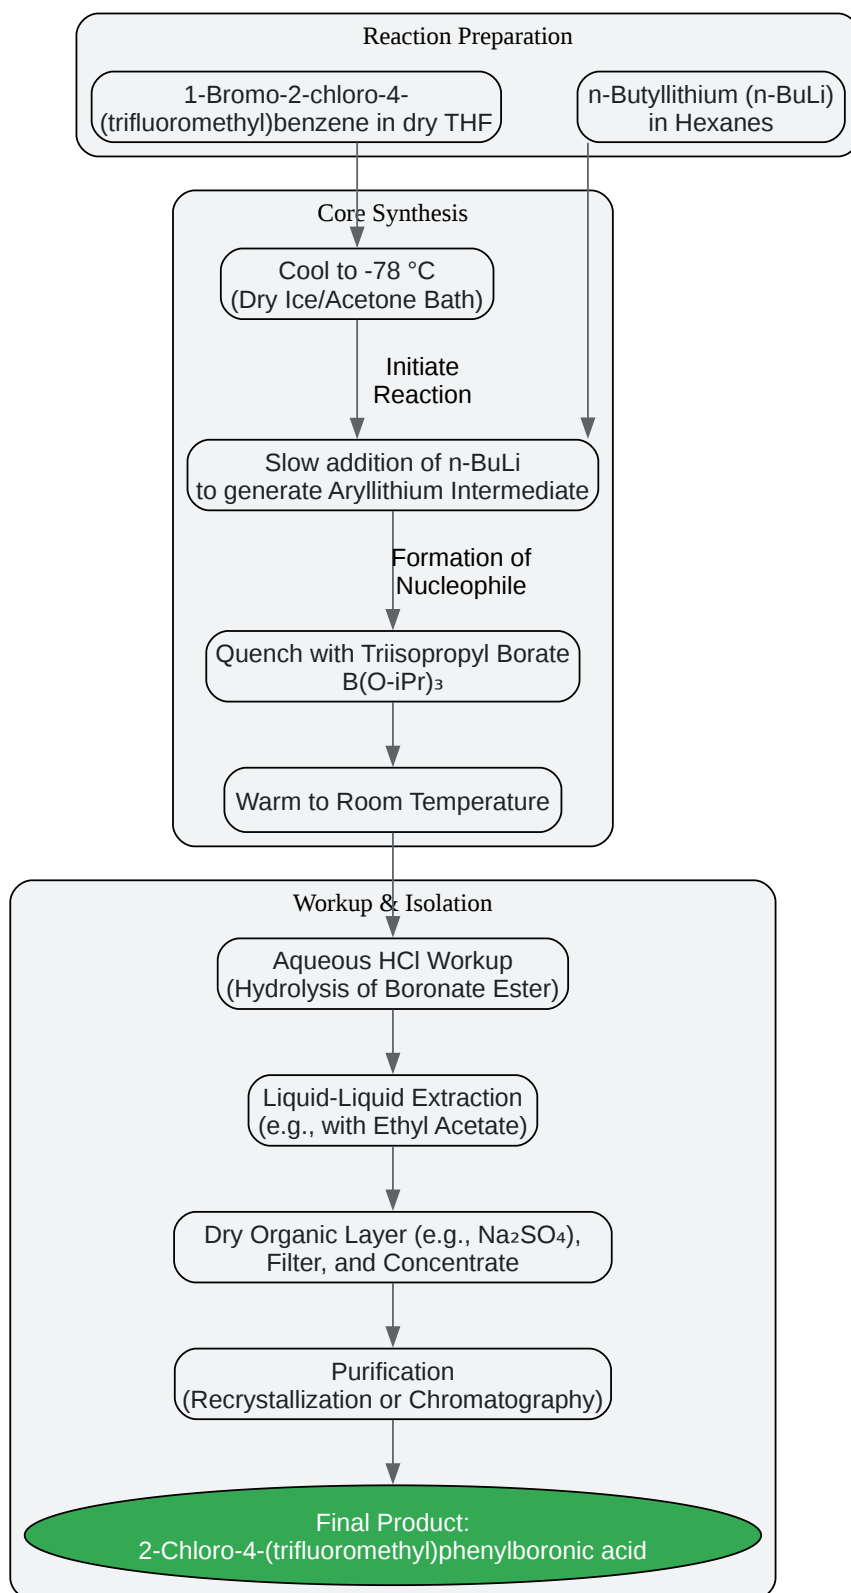 Reaction Preparation
1-Bromo-2-chloro-4-
(trifluoromethyl)benzene in dry THF
n-Butyllithium (n-BuLi)
in Hexanes
Core Synthesis
Cool to -78 °C
(Dry Ice/Acetone Bath)
Initiate
Reaction
Slow addition of n-BuLi
to generate Aryllithium Intermediate
Formation of
Nucleophile
Quench with Triisopropyl Borate
B(O-iPr)₃
Warm to Room Temperature
Workup & Isolation
Aqueous HCl Workup
(Hydrolysis of Boronate Ester)
Liquid-Liquid Extraction
(e.g., with Ethyl Acetate)
Dry Organic Layer (e.g., Na₂SO₄),
Filter, and Concentrate
Purification
(Recrystallization or Chromatography)
Final Product:
2-Chloro-4-(trifluoromethyl)phenylboronic acid